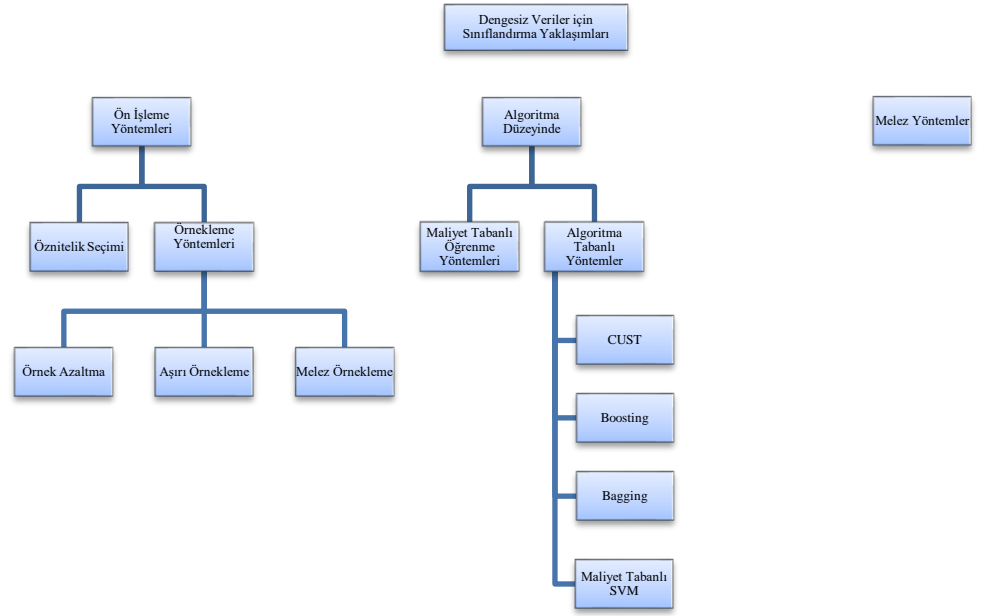 Dengesiz Veriler için
Sınıflandırma Yaklaşımları
Ön İşleme
Yöntemleri
Algoritma
Düzeyinde
Melez Yöntemler
Öznitelik Seçimi
Örnekleme
Yöntemleri
Maliyet Tabanlı
Öğrenme
Yöntemleri
Algoritma
Tabanlı
Yöntemler
Örnek Azaltma
Aşırı Örnekleme
Melez Örnekleme
CUST
Boosting
Bagging
Maliyet Tabanlı
SVM